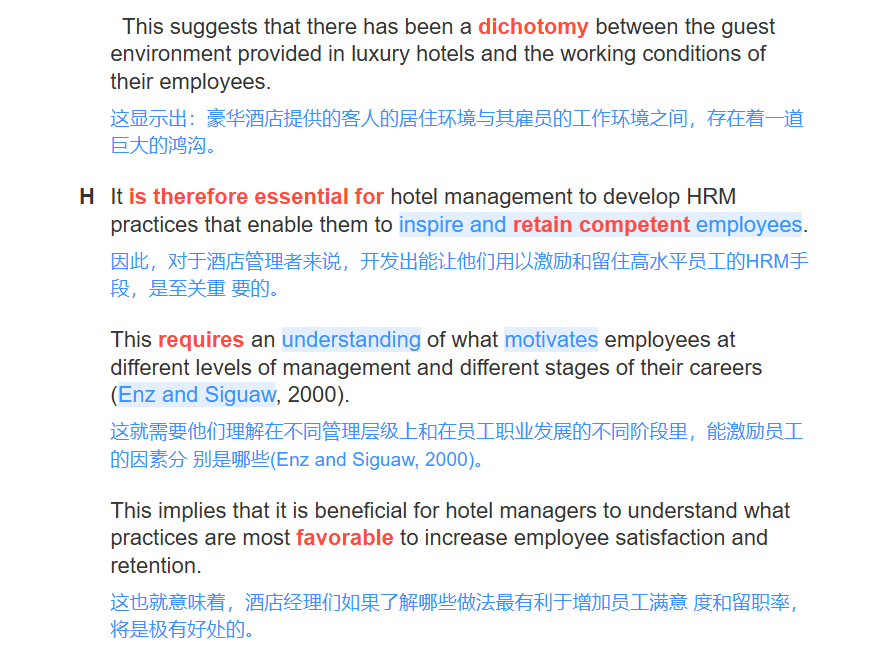 This suggests that there has been a dichotomy between the guest
environment provided in luxury hotels and the working conditions of
their employees.
这显示出：豪华酒店提供的客人的居住环境与其雇员的工作环境之间，存在着一道
巨大的鸿沟。
H It is therefore essential for hotel management to develop HRM
practices that enable them to inspire and retain competent employees.
因此，对于酒店管理者来说，开发出能让他们用以激励和留住高水平员工的HRM手
段，是至关重 要的。
This requires an understanding of what motivates employees at
different levels of management and different stages of their careers
(Enz and Siguaw, 2000).
这就需要他们理解在不同管理层级上和在员工职业发展的不同阶段里，能激励员工
的因素分 别是哪些(Enz and Siguaw, 2000)。
This implies that it is beneficial for hotel managers to understand what
practices are most favorable to increase employee satisfaction and
retention.
这也就意味着，酒店经理们如果了解哪些做法最有利于增加员工满意 度和留职率，
将是极有好处的。